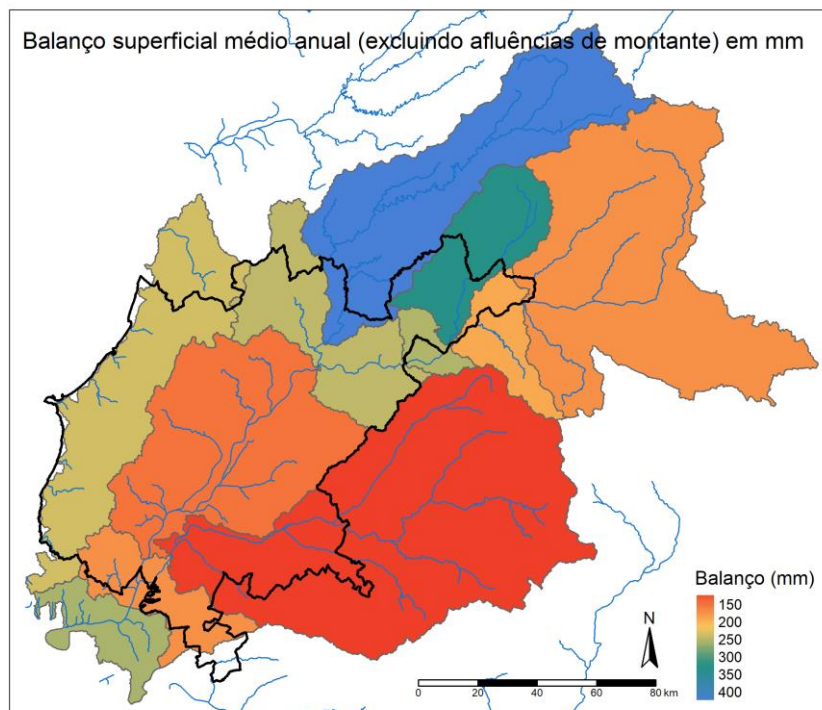 Balanço superficial médio anual (excluindo afluências de montante) em mm
Balanço (mm)
150
200
250
300
350
400
N
0 20 40 60 80 km